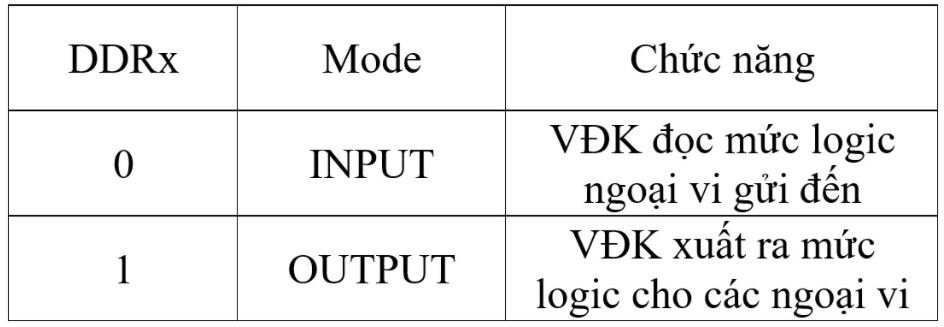 DDRx Mode Chức năng
0 INPUT VĐK đọc mức logic
ngoại vi gửi đến
1 OUTPUT VĐK xuất ra mức
logic cho các ngoại vi